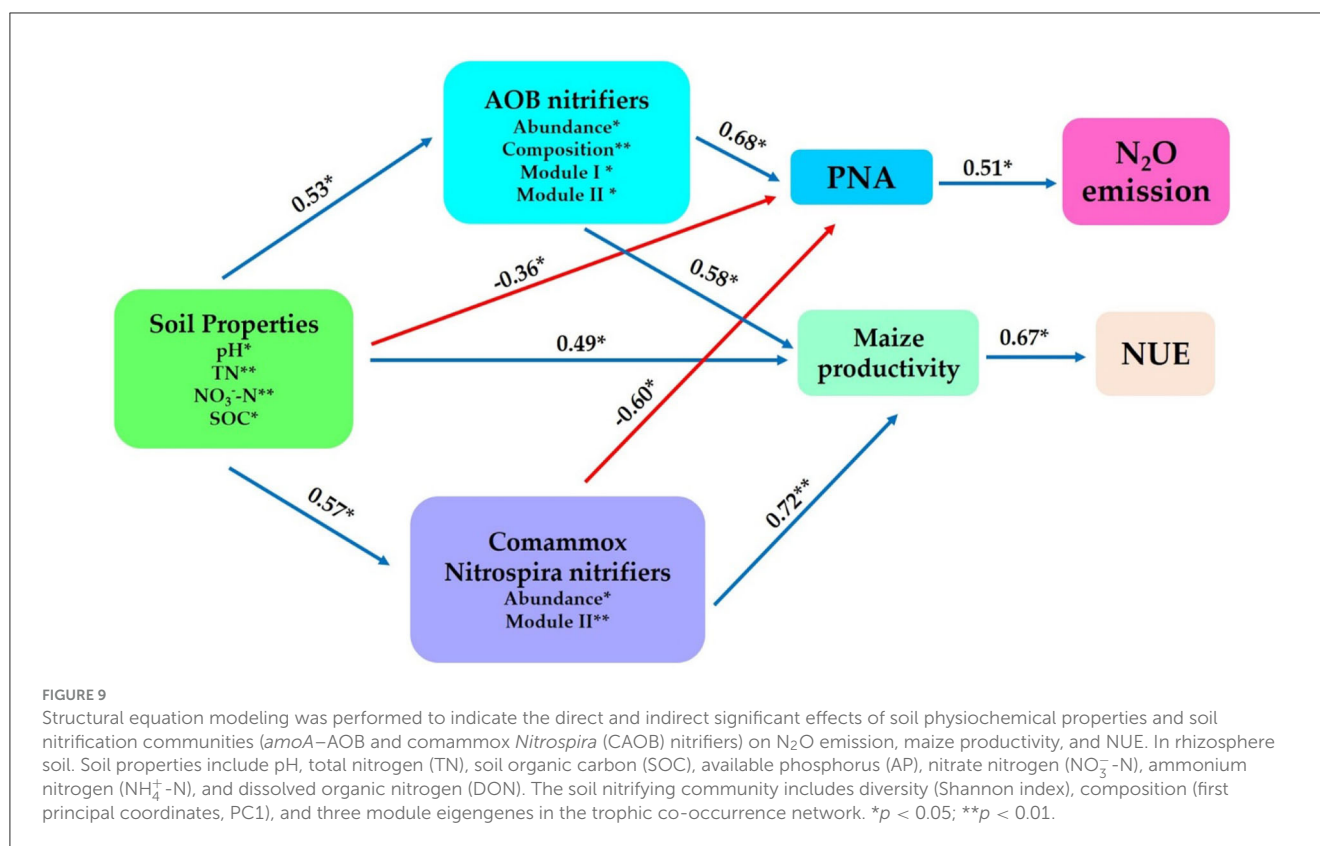 AOB nitrifiers
Abundance*
Composition**
Module I *
Module II *
0.68*
PNA
0.51*
N₂O
emission
0.53*
-0.36*
0.58*
Soil Properties
pH*
TN**
NO₃⁻-N**
SOC*
0.49*
Maize
productivity
0.67*
NUE
-0.60*
0.57*
0.72**
Comammox
Nitrospira nitrifiers
Abundance*
Module II**
FIGURE 9
Structural equation modeling was performed to indicate the direct and indirect significant effects of soil physiochemical properties and soil
nitrification communities (amoA–AOB and comammox Nitrospira (CAOB) nitrifiers) on N₂O emission, maize productivity, and NUE. In rhizosphere
soil. Soil properties include pH, total nitrogen (TN), soil organic carbon (SOC), available phosphorus (AP), nitrate nitrogen (NO₃⁻-N), ammonium
nitrogen (NH₄⁺-N), and dissolved organic nitrogen (DON). The soil nitrifying community includes diversity (Shannon index), composition (first
principal coordinates, PC1), and three module eigengenes in the trophic co-occurrence network. *p < 0.05; **p < 0.01.